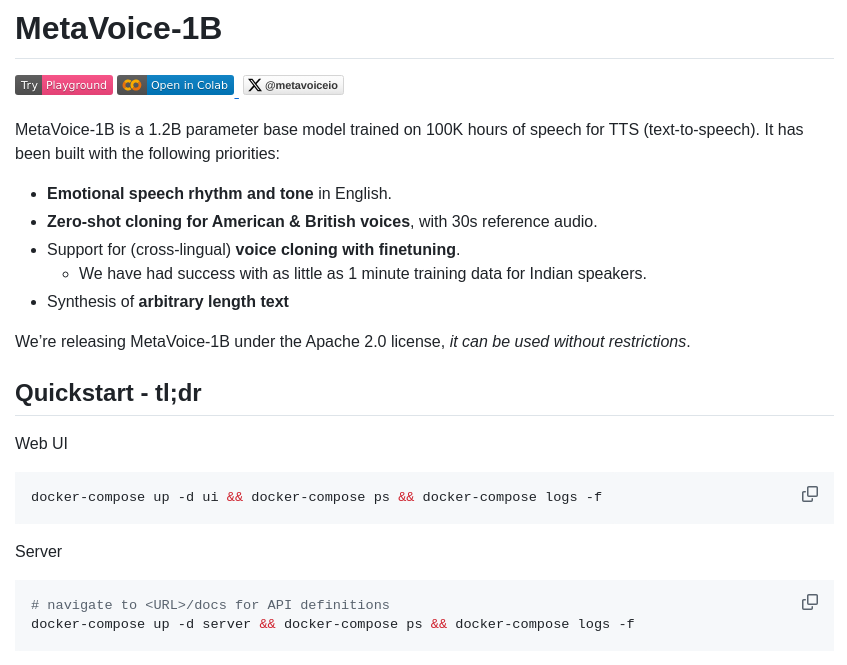 MetaVoice-1B
Try Playground Open in Colab @metavoiceio
MetaVoice-1B is a 1.2B parameter base model trained on 100K hours of speech for TTS (text-to-speech). It has
been built with the following priorities:
• Emotional speech rhythm and tone in English.
• Zero-shot cloning for American & British voices, with 30s reference audio.
• Support for (cross-lingual) voice cloning with finetuning.
◦ We have had success with as little as 1 minute training data for Indian speakers.
• Synthesis of arbitrary length text
We’re releasing MetaVoice-1B under the Apache 2.0 license, it can be used without restrictions.
Quickstart - tl;dr
Web UI
docker-compose up -d ui && docker-compose ps && docker-compose logs -f
Server
# navigate to <URL>/docs for API definitions
docker-compose up -d server && docker-compose ps && docker-compose logs -f